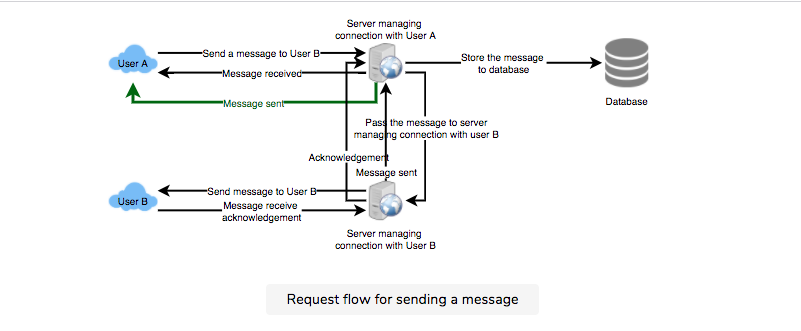 Server managing
connection with User A
User A
Send a message to User B
Message received
Message sent
Store the message
to database
Database
Pass the message to server
managing connection with user B
Acknowledgement
Message sent
User B
Send message to User B
Message receive
acknowledgement
Server managing
connection with User B
Request flow for sending a message